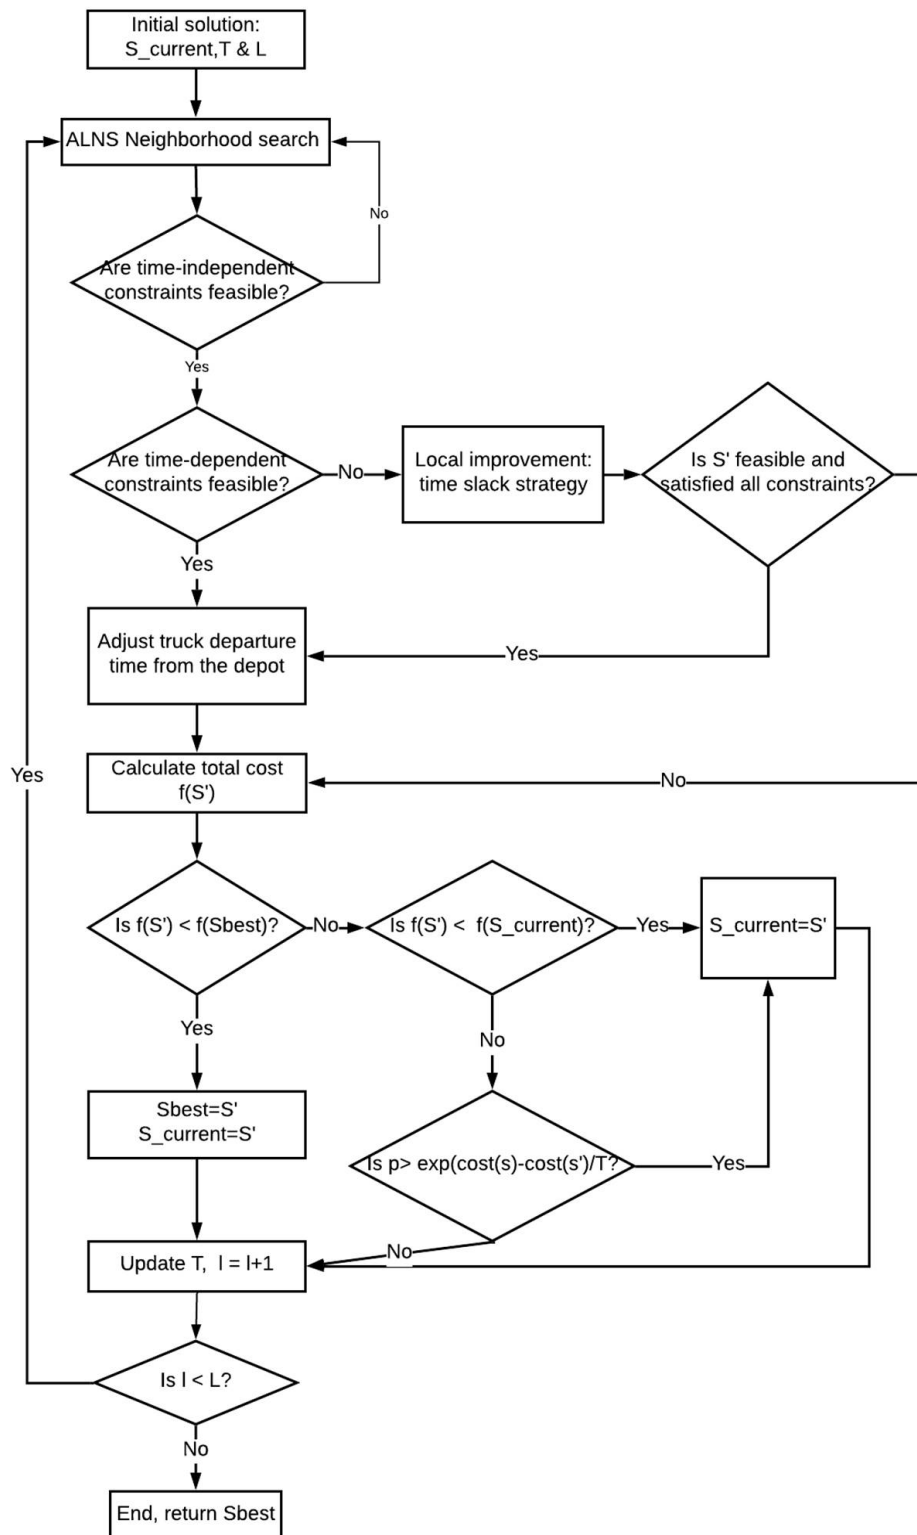 Initial solution:
S_current,T & L
ALNS Neighborhood search
No
Are time-independent
constraints feasible?
Yes
Are time-dependent
constraints feasible?
No
Local improvement:
time slack strategy
Is S' feasible and
satisfied all constraints?
Yes
Adjust truck departure
time from the depot
Yes
Yes
Calculate total cost
f(S')
No
Is f(S') < f(Sbest)?
No
Is f(S') < f(S_current)?
Yes
S_current=S'
Yes
No
Sbest=S'
S_current=S'
Is p> exp(cost(s)-cost(s')/T?
Yes
No
Update T, l = l+1
Is l < L?
No
End, return Sbest